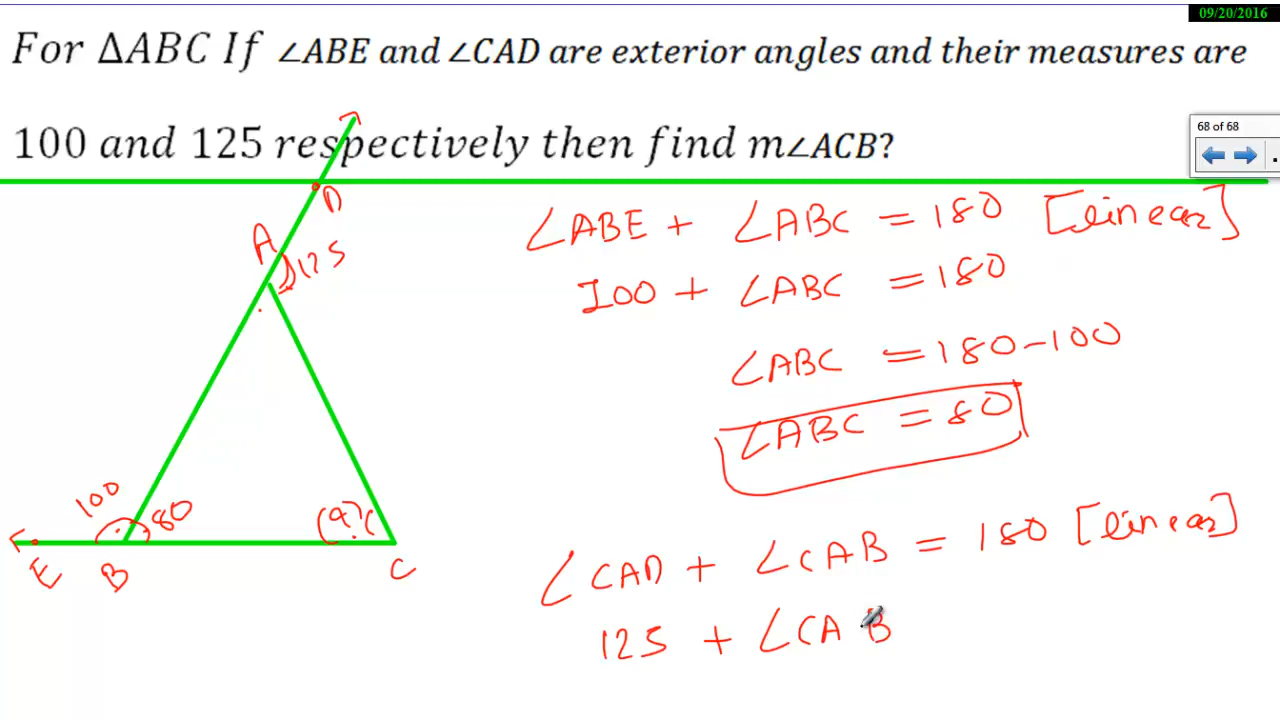 09/20/2016
For ΔABC If ∠ABE and ∠CAD are exterior angles and their measures are
100 and 125 respectively then find m∠ACB?
68 of 68
D
A
125
100
80
(a?)
E
B
C
∠ABE + ∠ABC = 180 [linear]
100 + ∠ABC = 180
∠ABC = 180-100
∠ABC = 80
∠CAD + ∠CAB = 180 [linear]
125 + ∠CAB